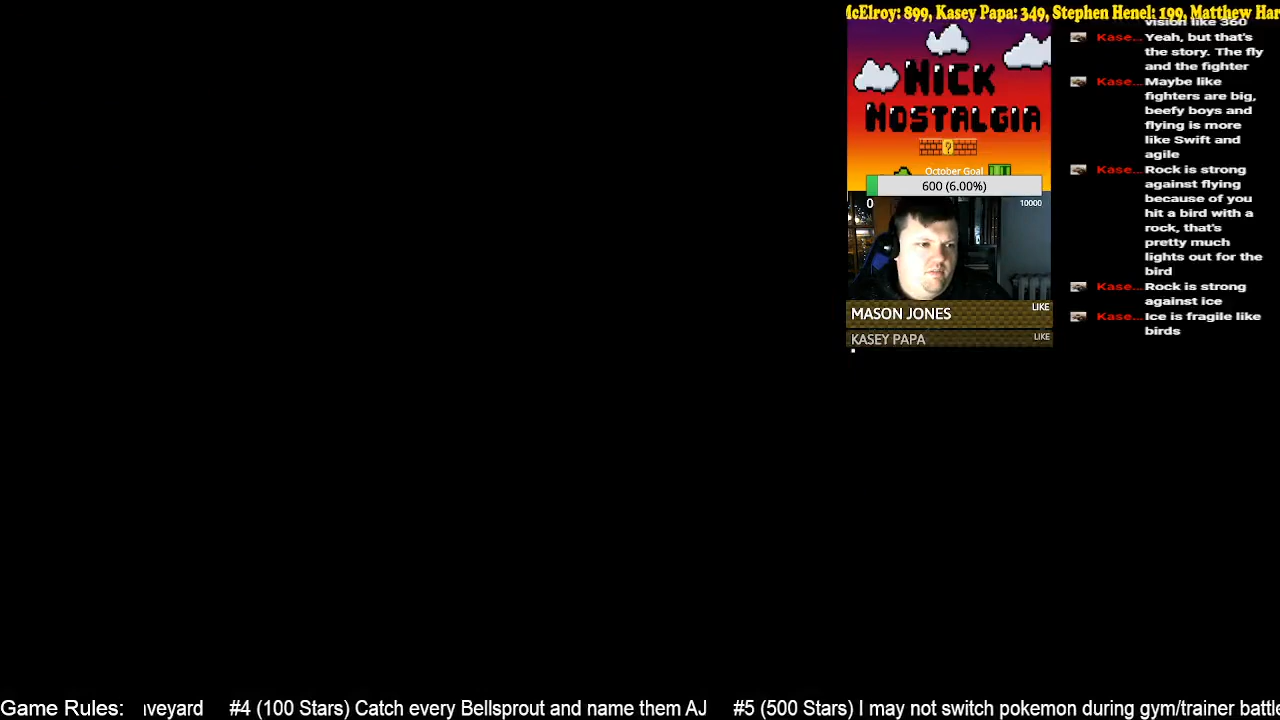 McElroy: 899, Kasey Papa: 349, Stephen Henel: 199, Matthew Har
vision like 360
Kase... Yeah, but that's
the story. The fly
and the fighter
Kase... Maybe like
fighters are big,
beefy boys and
flying is more
like Swift and
agile
Kase... Rock is strong
against flying
because of you
hit a bird with a
rock, that's
pretty much
lights out for the
bird
Kase... Rock is strong
against ice
Kase... Ice is fragile like
birds
NICK
NOSTALGIA
?
October Goal
600 (6.00%)
0 10000
MASON JONES LIKE
KASEY PAPA LIKE
Game Rules: veyard #4 (100 Stars) Catch every Bellsprout and name them AJ #5 (500 Stars) I may not switch pokemon during gym/trainer battle